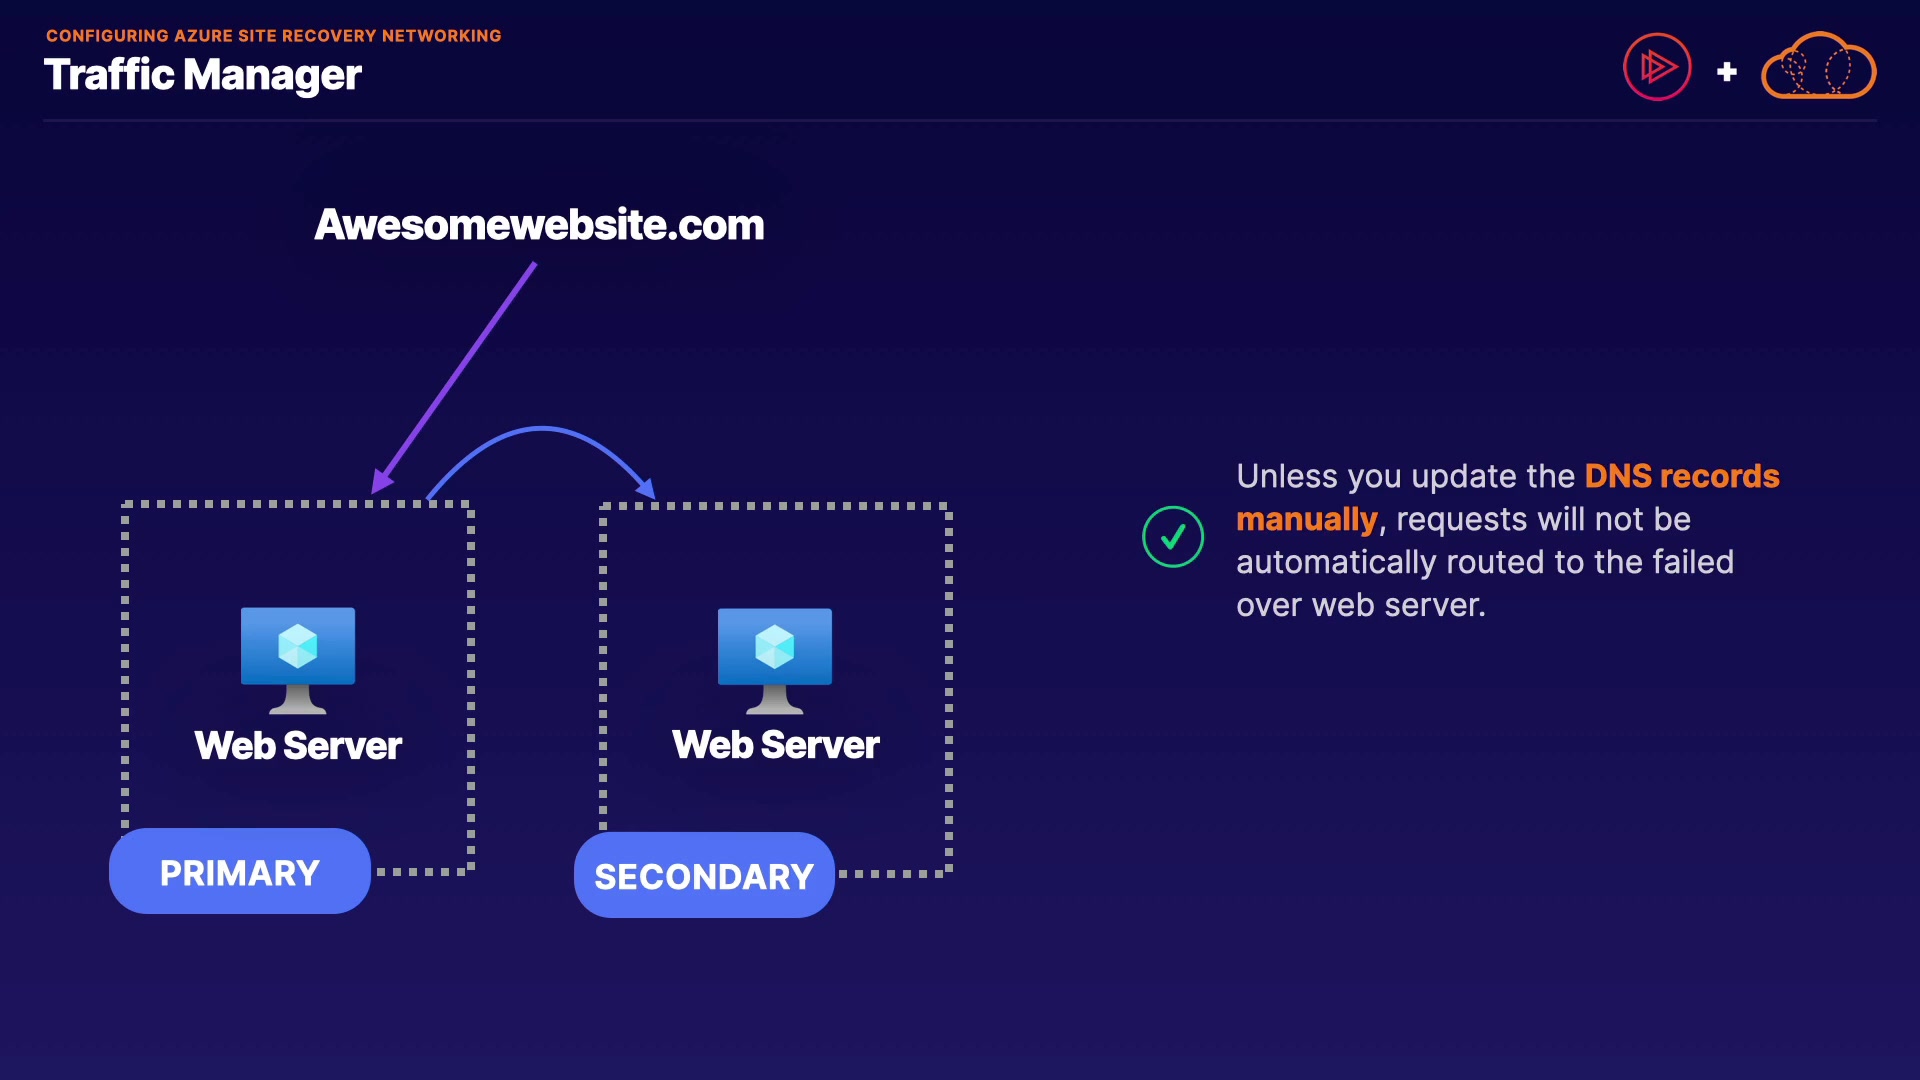 CONFIGURING AZURE SITE RECOVERY NETWORKING
Traffic Manager
Awesomewebsite.com
Web Server
PRIMARY
Web Server
SECONDARY
Unless you update the DNS records
manually, requests will not be
automatically routed to the failed
over web server.